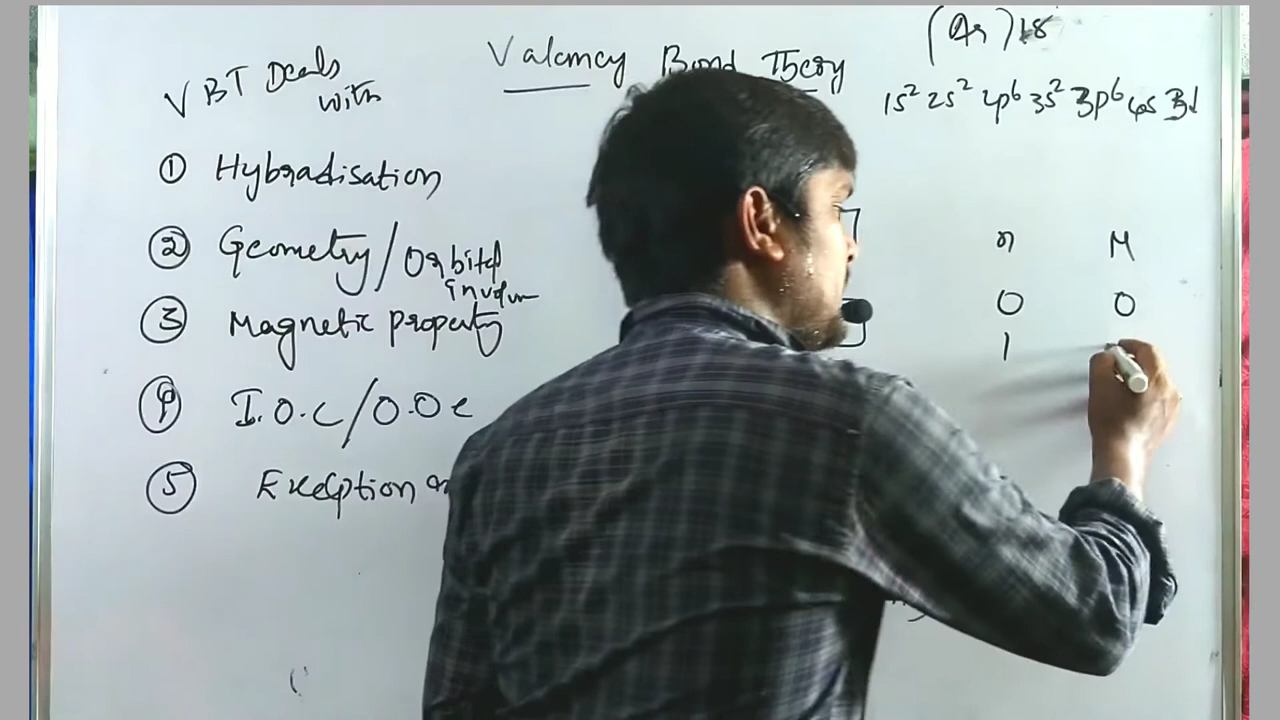 Valancy Bond Theory
VBT Deals
with
① Hybradisation
② Geometry / Orbital
involve
③ Magnetic property
④ I.O.C/O.O.C
⑤ Exception
(Ar)18
1s² 2s² 2p⁶ 3s² 3p⁶ 4s 3d
n M
0 0
1